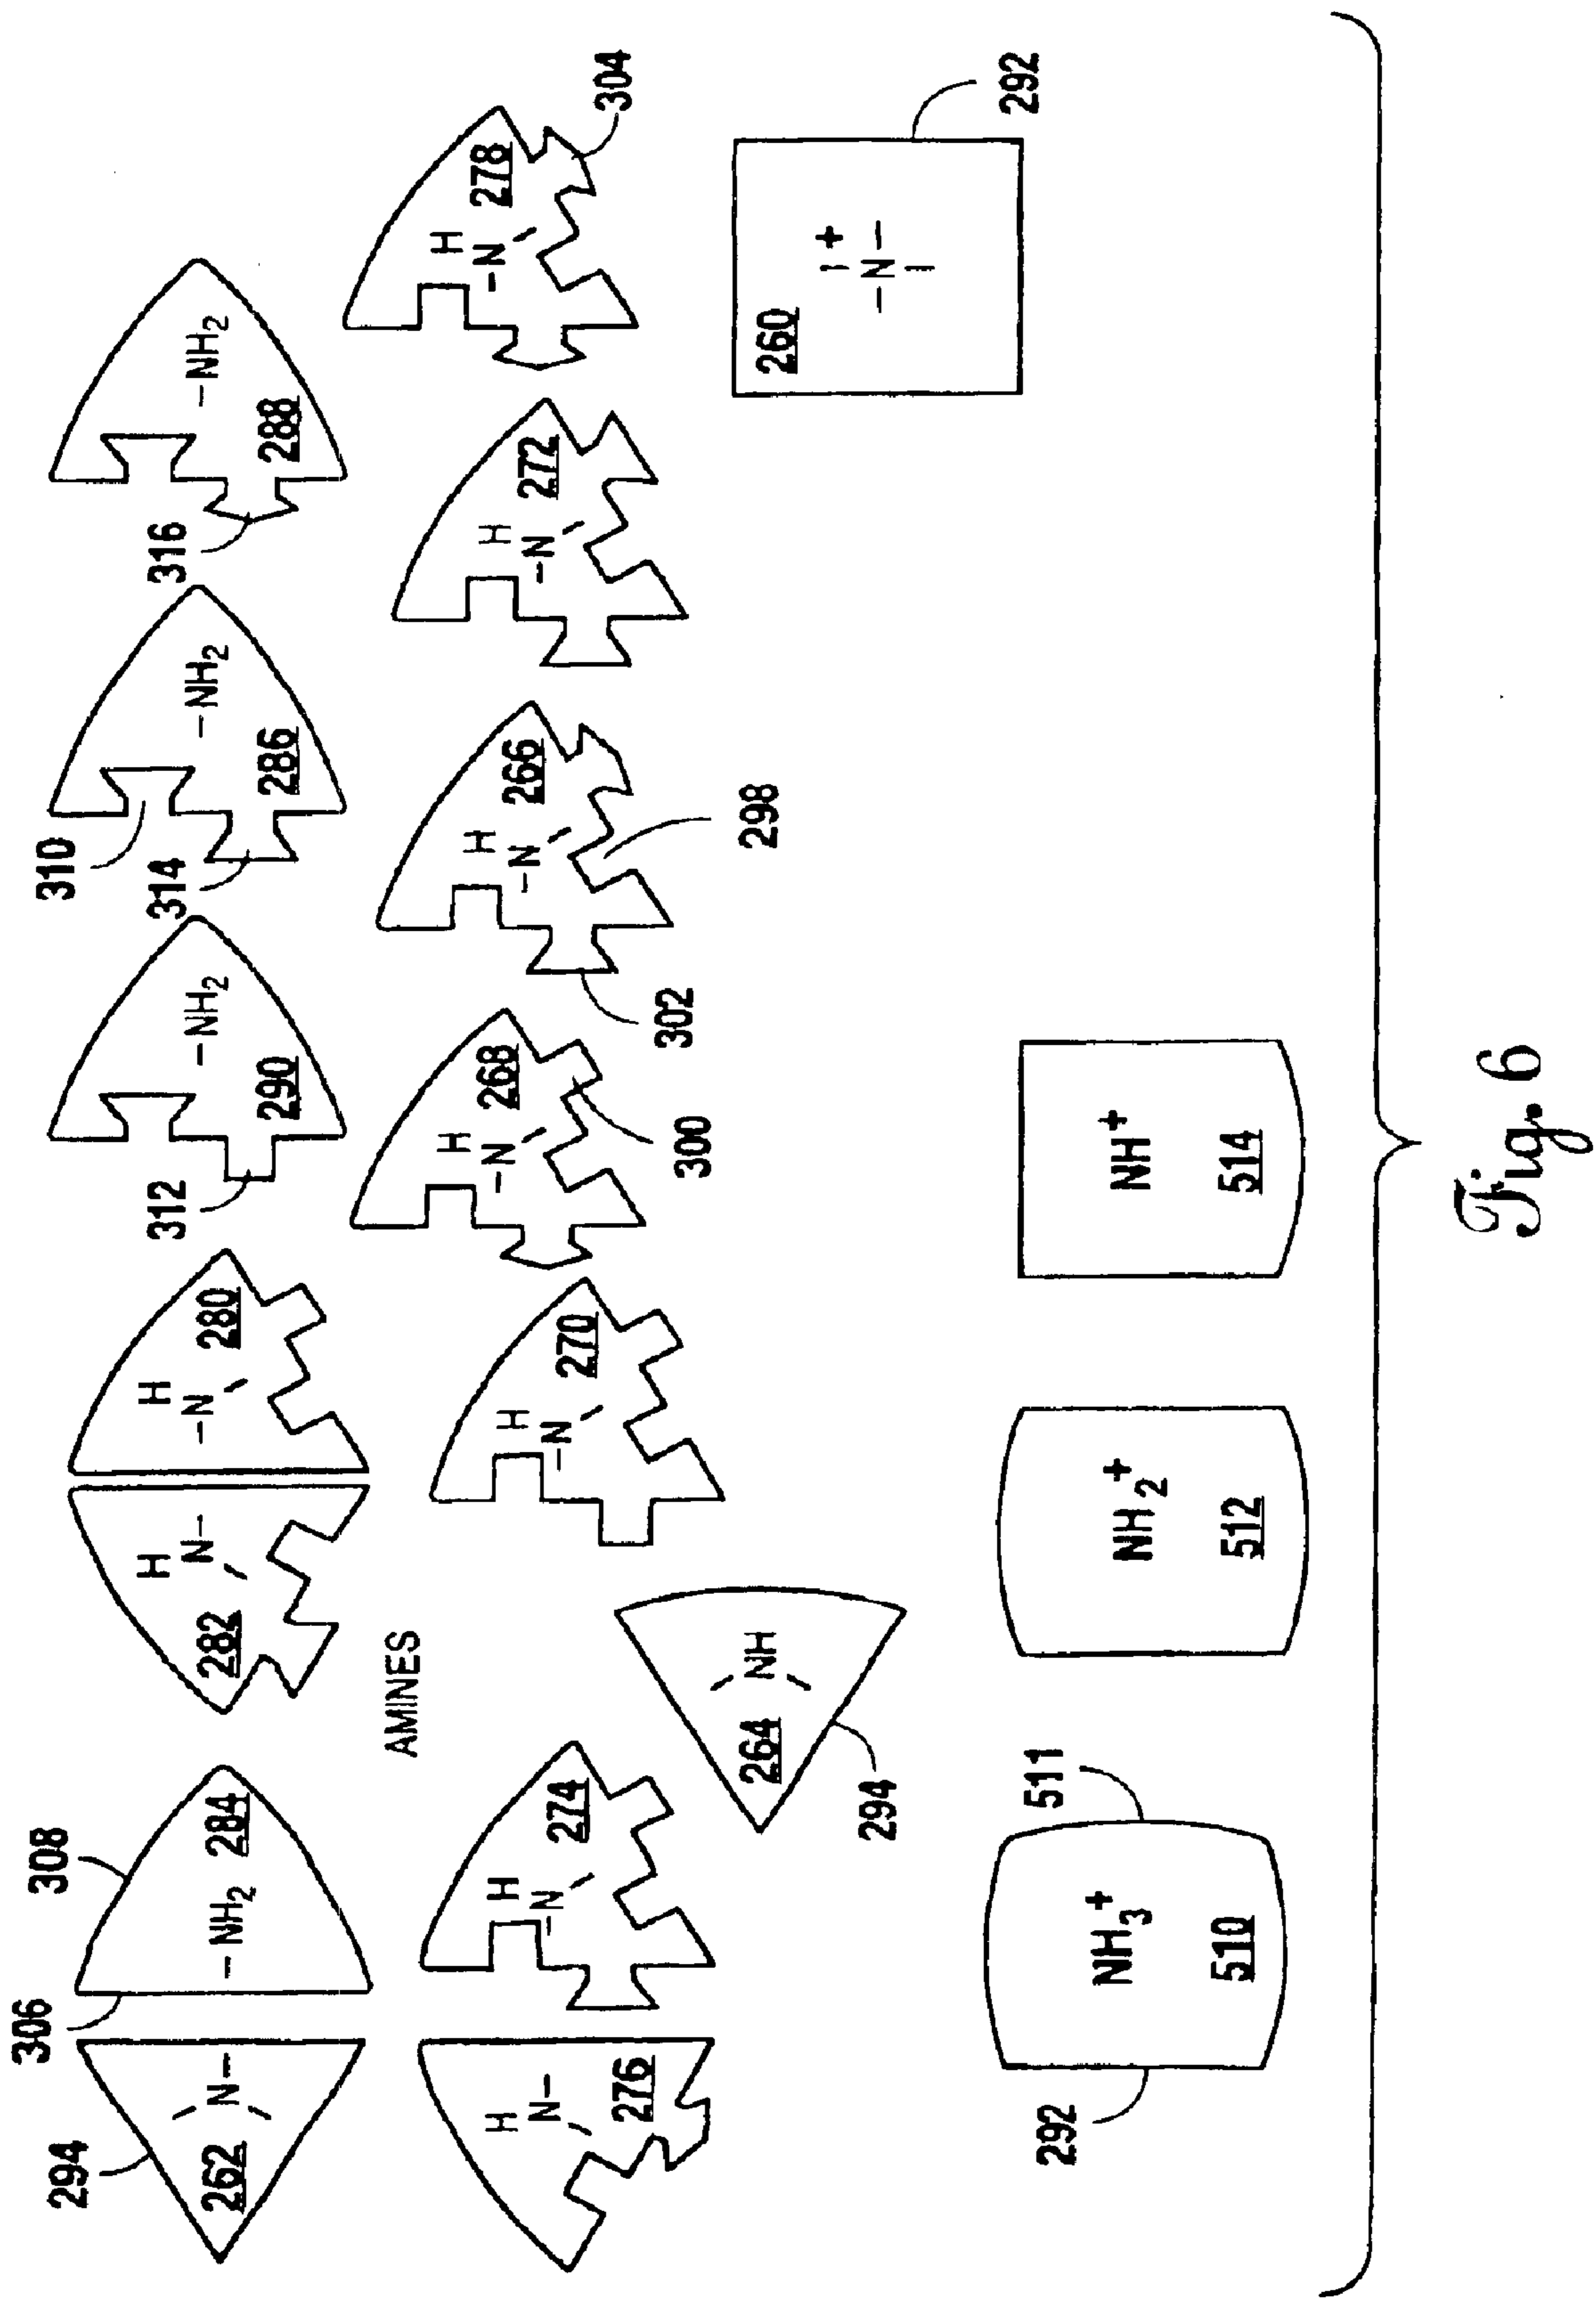 304
278
H
-N
292
+
-N-
260
-NH2
288
316
272
H
-N
-NH2
286
310
314
266
H
-N
298
302
-NH2
290
312
268
H
-N
300
NH+
514
280
H
-N
270
H
-N
282
H
N-
NH2+
512
AMINES
264
NH
294
308
284
-NH2
306
274
H
-N
511
NH3+
510
292
294
262
N-
276
H
N-
Fig. 6